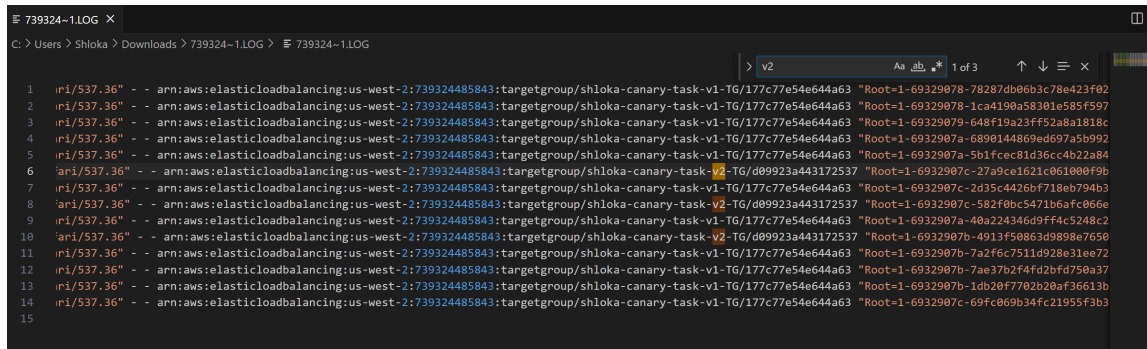 739324~1.LOG ×
C: > Users > Shloka > Downloads > 739324~1.LOG > 739324~1.LOG
v2 Aa ab .* 1 of 3
1 ri/537.36" - - arn:aws:elasticloadbalancing:us-west-2:739324485843:targetgroup/shloka-canary-task-v1-TG/177c77e54e644a63 "Root=1-69329078-78287db06b3c78e423f02
2 ri/537.36" - - arn:aws:elasticloadbalancing:us-west-2:739324485843:targetgroup/shloka-canary-task-v1-TG/177c77e54e644a63 "Root=1-69329078-1ca4190a58301e585f597
3 ri/537.36" - - arn:aws:elasticloadbalancing:us-west-2:739324485843:targetgroup/shloka-canary-task-v1-TG/177c77e54e644a63 "Root=1-69329079-648f19a23ff52a8a1818c
4 ri/537.36" - - arn:aws:elasticloadbalancing:us-west-2:739324485843:targetgroup/shloka-canary-task-v1-TG/177c77e54e644a63 "Root=1-6932907a-6890144869ed697a5b992
5 ri/537.36" - - arn:aws:elasticloadbalancing:us-west-2:739324485843:targetgroup/shloka-canary-task-v1-TG/177c77e54e644a63 "Root=1-6932907a-5b1fcec81d36cc4b22a84
6 fari/537.36" - - arn:aws:elasticloadbalancing:us-west-2:739324485843:targetgroup/shloka-canary-task-v2-TG/d09923a443172537 "Root=1-6932907c-27a9ce1621c061000f9b
7 ri/537.36" - - arn:aws:elasticloadbalancing:us-west-2:739324485843:targetgroup/shloka-canary-task-v1-TG/177c77e54e644a63 "Root=1-6932907c-2d35c4426bf718eb794b3
8 fari/537.36" - - arn:aws:elasticloadbalancing:us-west-2:739324485843:targetgroup/shloka-canary-task-v2-TG/d09923a443172537 "Root=1-6932907c-582f0bc5471b6afc066e
9 ri/537.36" - - arn:aws:elasticloadbalancing:us-west-2:739324485843:targetgroup/shloka-canary-task-v1-TG/177c77e54e644a63 "Root=1-6932907a-40a224346d9ff4c5248c2
10 fari/537.36" - - arn:aws:elasticloadbalancing:us-west-2:739324485843:targetgroup/shloka-canary-task-v2-TG/d09923a443172537 "Root=1-6932907b-4913f50863d9898e7650
11 ri/537.36" - - arn:aws:elasticloadbalancing:us-west-2:739324485843:targetgroup/shloka-canary-task-v1-TG/177c77e54e644a63 "Root=1-6932907b-7a2f6c7511d928e31ee72
12 ri/537.36" - - arn:aws:elasticloadbalancing:us-west-2:739324485843:targetgroup/shloka-canary-task-v1-TG/177c77e54e644a63 "Root=1-6932907b-7ae37b2f4fd2bfd750a37
13 ri/537.36" - - arn:aws:elasticloadbalancing:us-west-2:739324485843:targetgroup/shloka-canary-task-v1-TG/177c77e54e644a63 "Root=1-6932907b-1db20f7702b20af36613b
14 ri/537.36" - - arn:aws:elasticloadbalancing:us-west-2:739324485843:targetgroup/shloka-canary-task-v1-TG/177c77e54e644a63 "Root=1-6932907c-69fc069b34fc21955f3b3
15